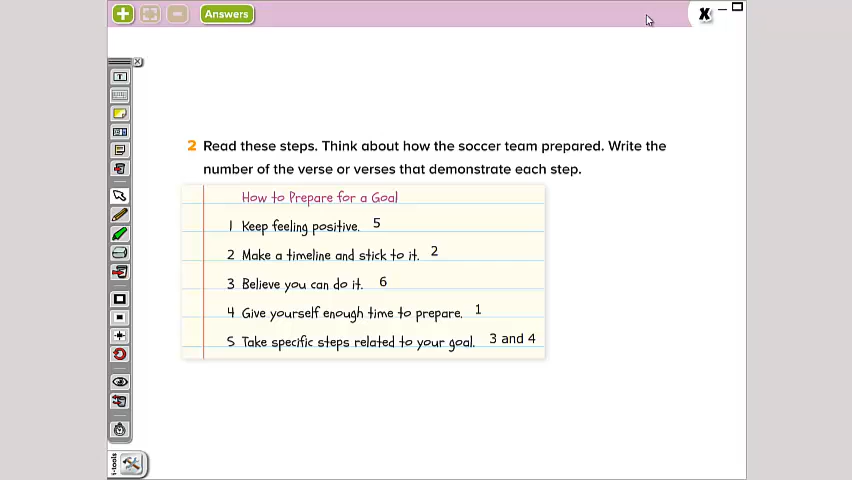 Answers
X
2 Read these steps. Think about how the soccer team prepared. Write the
number of the verse or verses that demonstrate each step.
How to Prepare for a Goal
1 Keep feeling positive. 5
2 Make a timeline and stick to it. 2
3 Believe you can do it. 6
4 Give yourself enough time to prepare. 1
5 Take specific steps related to your goal. 3 and 4
i-tools